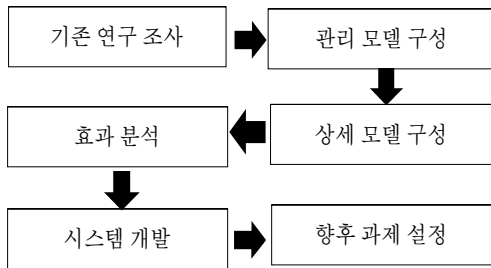 기존 연구 조사
관리 모델 구성
상세 모델 구성
효과 분석
시스템 개발
향후 과제 설정